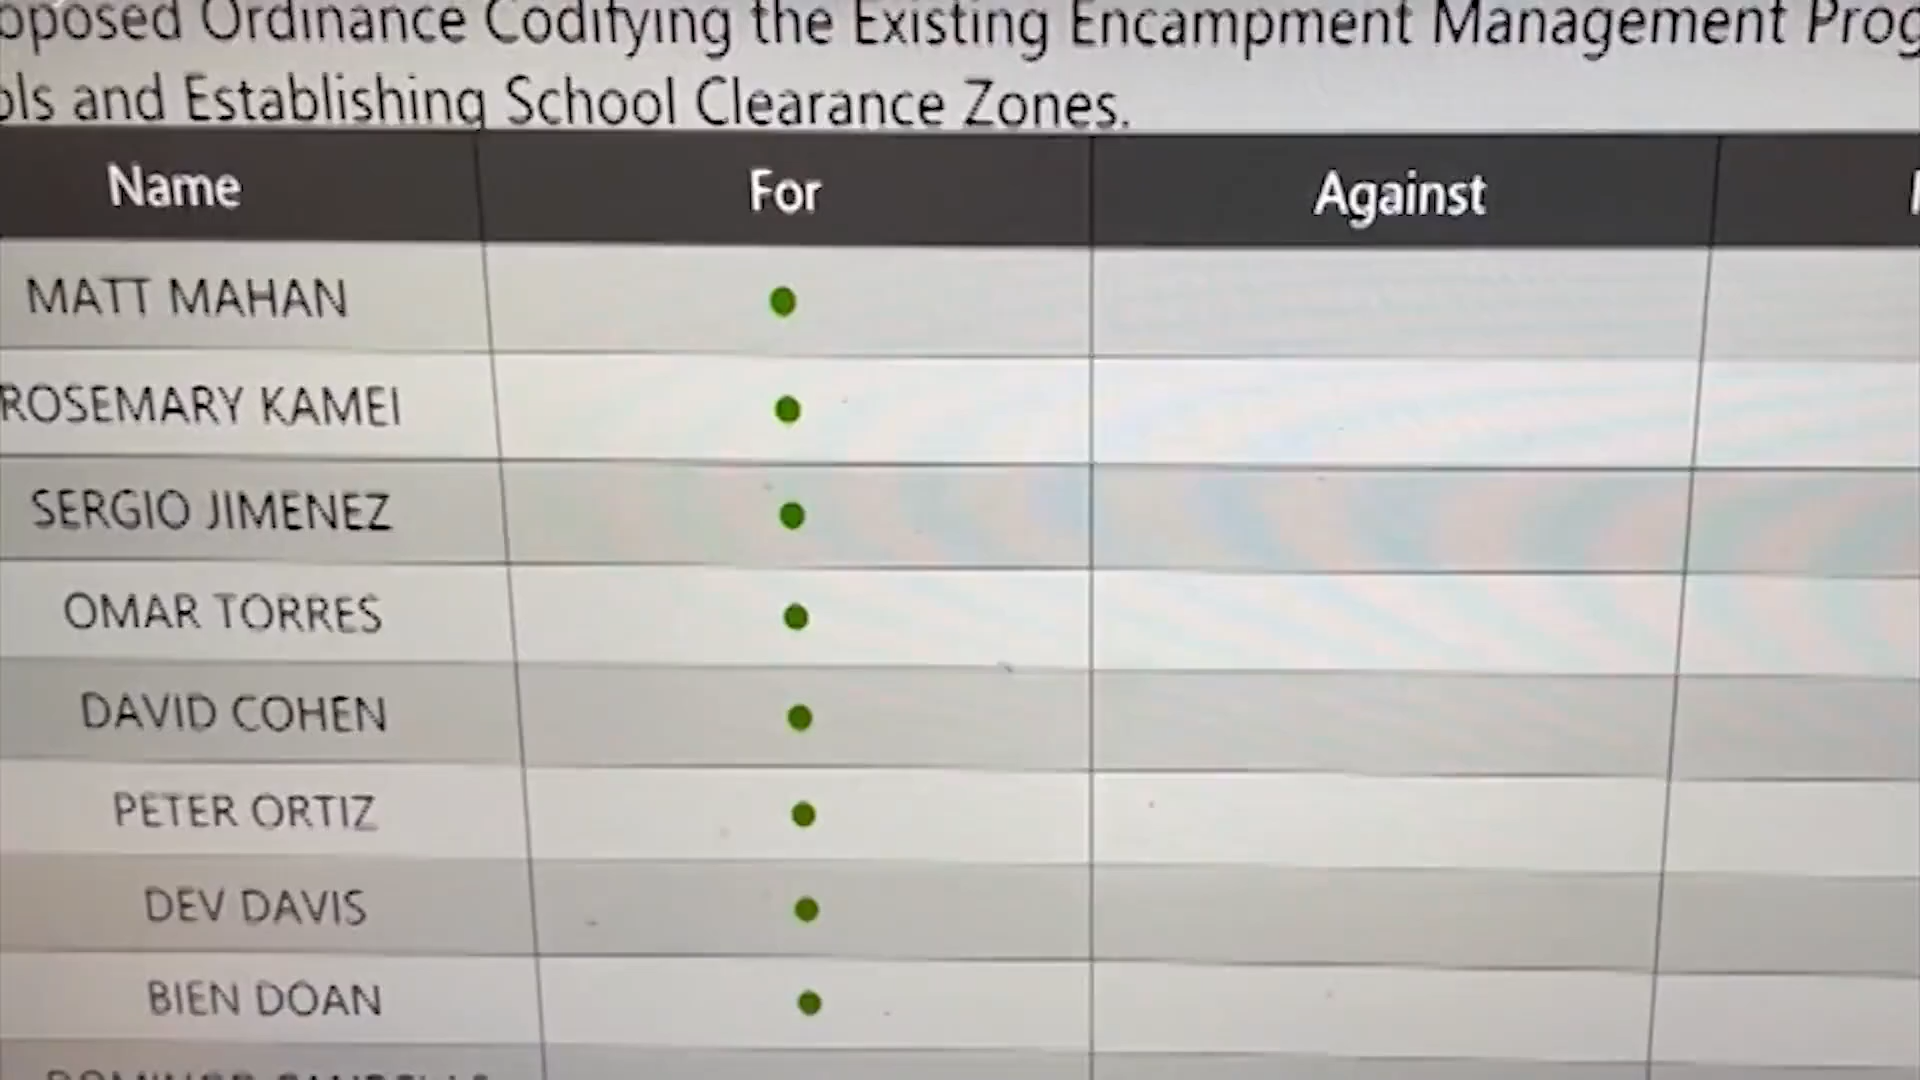 oposed Ordinance Codifying the Existing Encampment Management Prog
ols and Establishing School Clearance Zones.
Name For Against
MATT MAHAN
ROSEMARY KAMEI
SERGIO JIMENEZ
OMAR TORRES
DAVID COHEN
PETER ORTIZ
DEV DAVIS
BIEN DOAN